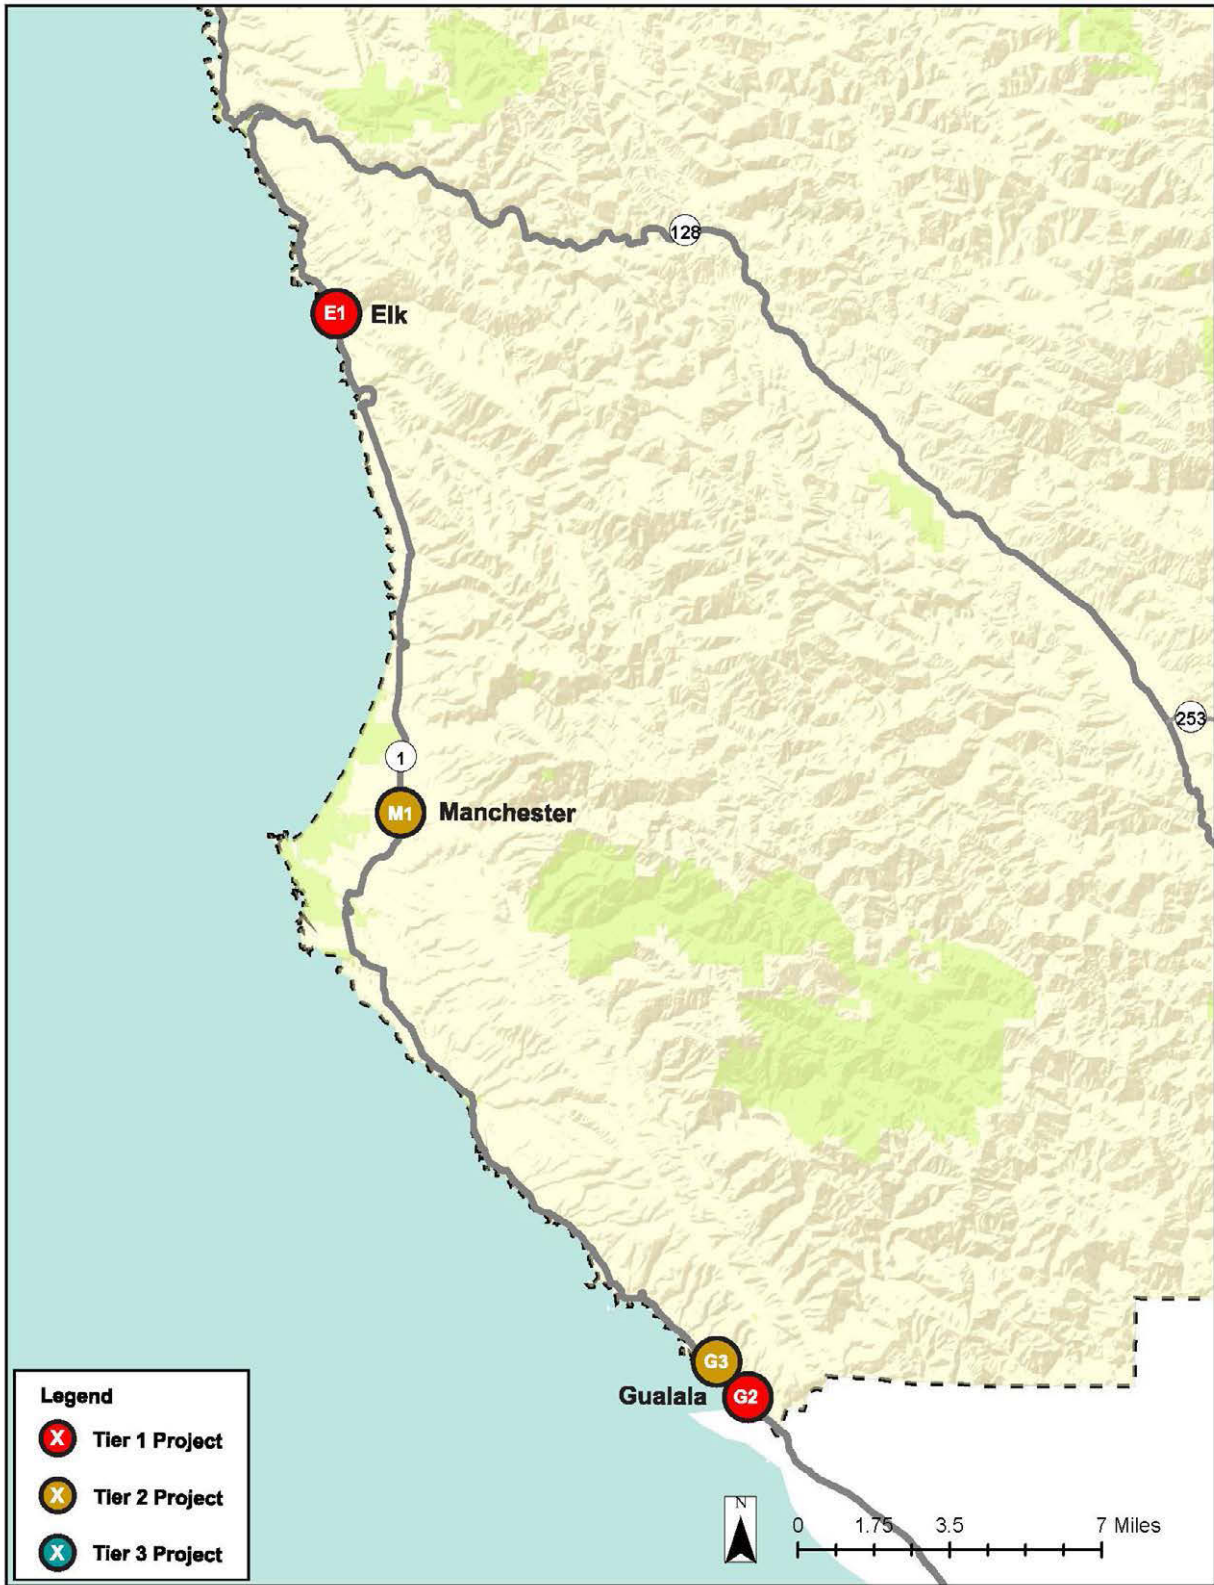 128
E1 Elk
253
1
M1 Manchester
G3
Gualala G2
Legend
X Tier 1 Project
X Tier 2 Project
X Tier 3 Project
N
0 1.75 3.5 7 Miles